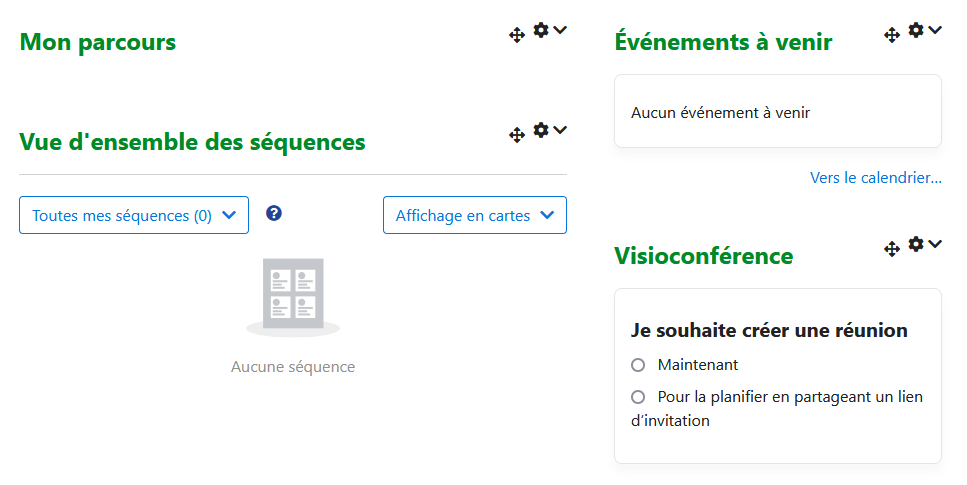 Mon parcours
Vue d'ensemble des séquences
Toutes mes séquences (0)
Affichage en cartes
Aucune séquence
Événements à venir
Aucun événement à venir
Vers le calendrier...
Visioconférence
Je souhaite créer une réunion
Maintenant
Pour la planifier en partageant un lien
d'invitation